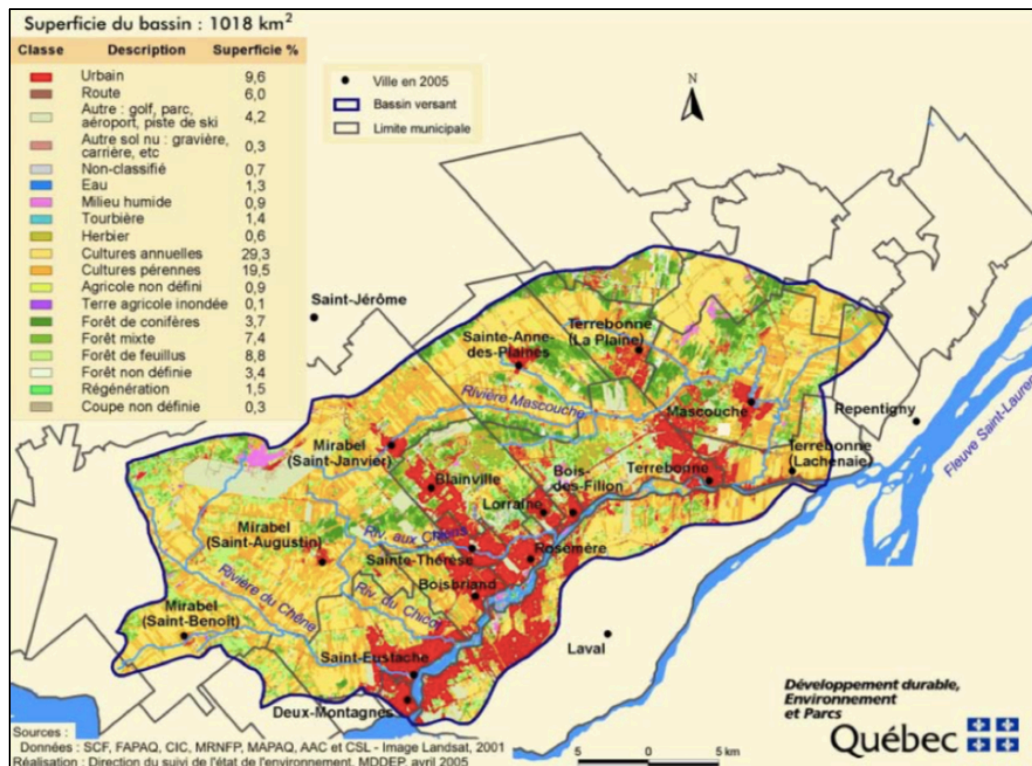 Superficie du bassin : 1018 km²
Classe Description Superficie %
Urbain 9,6
Route 6,0
Autre : golf, parc, aéroport, piste de ski 4,2
Autre sol nu : gravière, carrière, etc 0,3
Non-classifié 0,7
Eau 1,3
Milieu humide 0,9
Tourbière 1,4
Herbier 0,6
Cultures annuelles 29,3
Cultures pérennes 19,5
Agricole non défini 0,9
Terre agricole inondée 0,1
Forêt de conifères 3,7
Forêt mixte 7,4
Forêt de feuillus 8,8
Forêt non définie 3,4
Régénération 1,5
Coupe non définie 0,3
Ville en 2005
Bassin versant
Limite municipale
N
Saint-Jérôme
Sainte-Anne-
des-Plaines
Terrebonne
(La Plaine)
Rivière Mascouche
Mascouche
Repentigny
Fleuve Saint-Laurent
Mirabel
(Saint-Janvier)
Blainville
Bois-
des-Filion
Terrebonne
Terrebonne
(Lachenaie)
Lorraine
Mirabel
(Saint-Augustin)
Riv. aux Chiens
Sainte-Thérèse
Rosemère
Boisbriand
Rivière du Chêne
Riv. du Chicot
Mirabel
(Saint-Benoît)
Saint-Eustache
Laval
Deux-Montagnes
Sources :
Données : SCF, FAPAQ, CIC, MRNFP, MAPAQ, AAC et CSL - Image Landsat, 2001
Réalisation : Direction du suivi de l'état de l'environnement, MDDEP, avril 2005
5 0 5 km
Développement durable,
Environnement
et Parcs
Québec